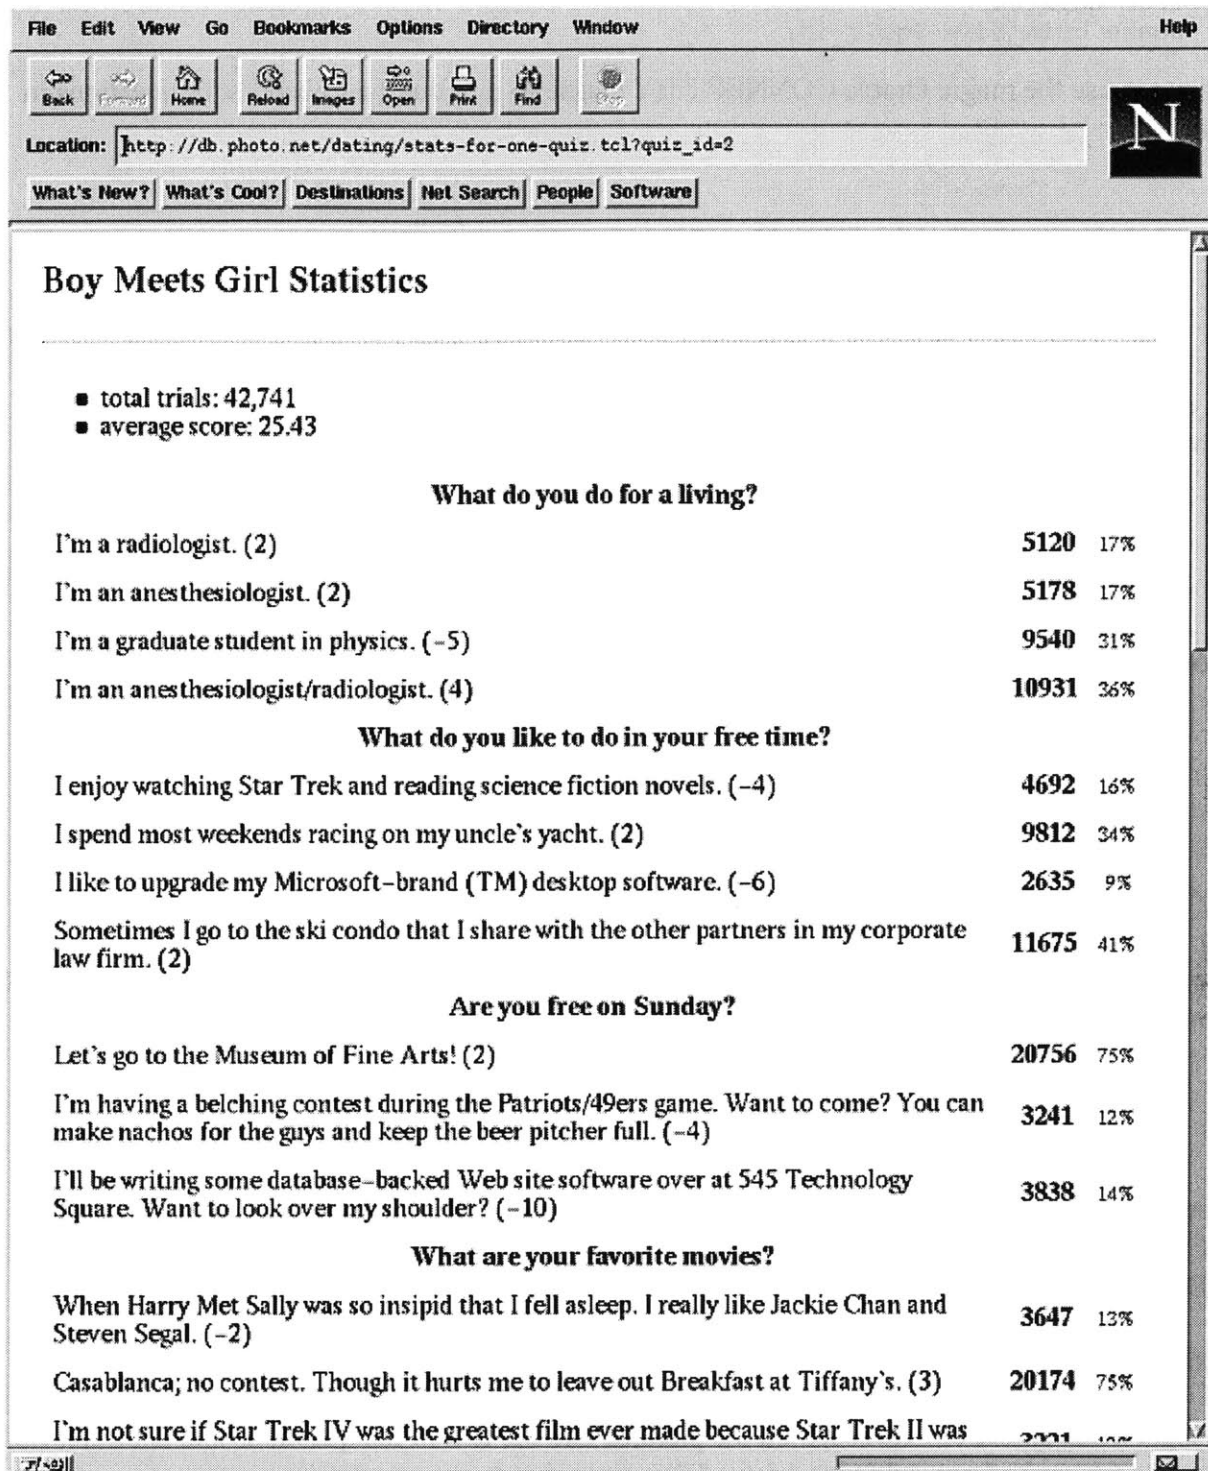 File Edit View Go Bookmarks Options Directory Window Help
Back Forward Home Reload Images Open Print Find Stop
N
Location: http://db.photo.net/dating/stats-for-one-quiz.tcl?quiz_id=2
What's New? What's Cool? Destinations Net Search People Software
Boy Meets Girl Statistics
total trials: 42,741
average score: 25.43
What do you do for a living?
I'm a radiologist. (2) 5120 17%
I'm an anesthesiologist. (2) 5178 17%
I'm a graduate student in physics. (-5) 9540 31%
I'm an anesthesiologist/radiologist. (4) 10931 36%
What do you like to do in your free time?
I enjoy watching Star Trek and reading science fiction novels. (-4) 4692 16%
I spend most weekends racing on my uncle's yacht. (2) 9812 34%
I like to upgrade my Microsoft-brand (TM) desktop software. (-6) 2635 9%
Sometimes I go to the ski condo that I share with the other partners in my corporate
law firm. (2) 11675 41%
Are you free on Sunday?
Let's go to the Museum of Fine Arts! (2) 20756 75%
I'm having a belching contest during the Patriots/49ers game. Want to come? You can
make nachos for the guys and keep the beer pitcher full. (-4) 3241 12%
I'll be writing some database-backed Web site software over at 545 Technology
Square. Want to look over my shoulder? (-10) 3838 14%
What are your favorite movies?
When Harry Met Sally was so insipid that I fell asleep. I really like Jackie Chan and
Steven Segal. (-2) 3647 13%
Casablanca; no contest. Though it hurts me to leave out Breakfast at Tiffany's. (3) 20174 75%
I'm not sure if Star Trek IV was the greatest film ever made because Star Trek II was